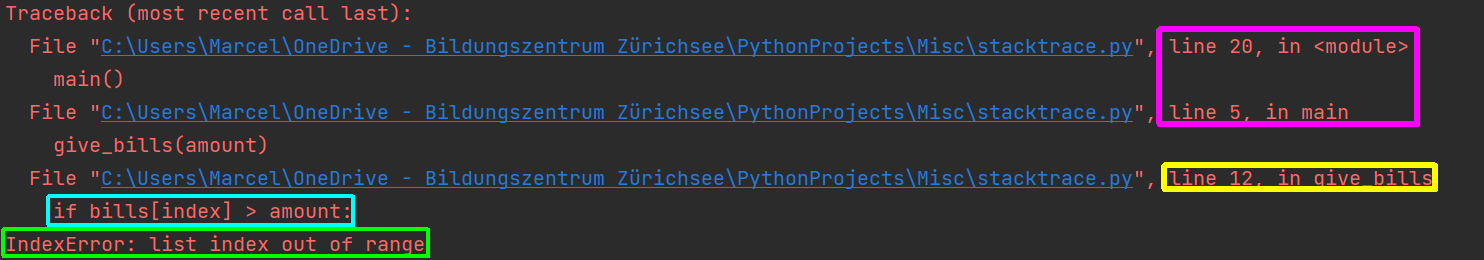 Traceback (most recent call last):
  File "C:\Users\Marcel\OneDrive - Bildungszentrum Zürichsee\PythonProjects\Misc\stacktrace.py", line 20, in <module>
    main()
  File "C:\Users\Marcel\OneDrive - Bildungszentrum Zürichsee\PythonProjects\Misc\stacktrace.py", line 5, in main
    give_bills(amount)
  File "C:\Users\Marcel\OneDrive - Bildungszentrum Zürichsee\PythonProjects\Misc\stacktrace.py", line 12, in give_bills
    if bills[index] > amount:
IndexError: list index out of range